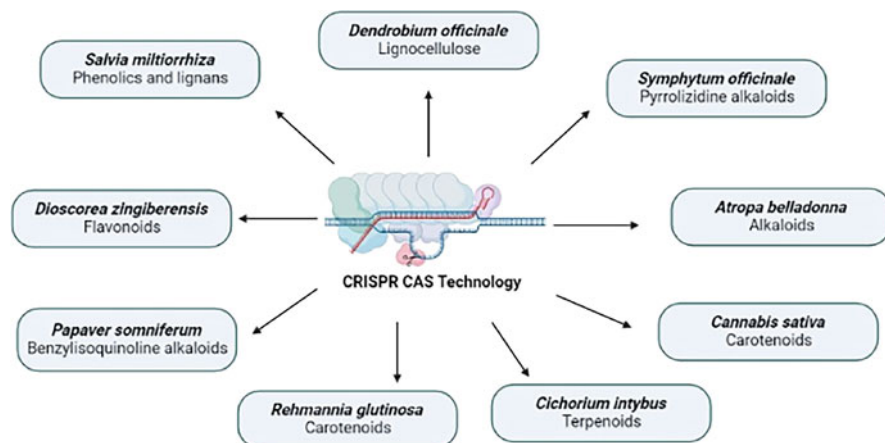 Dendrobium officinale
Lignocellulose
Salvia miltiorrhiza
Phenolics and lignans
Symphytum officinale
Pyrrolizidine alkaloids
Dioscorea zingiberensis
Flavonoids
Atropa belladonna
Alkaloids
CRISPR CAS Technology
Papaver somniferum
Benzylisoquinoline alkaloids
Cannabis sativa
Carotenoids
Rehmannia glutinosa
Carotenoids
Cichorium intybus
Terpenoids